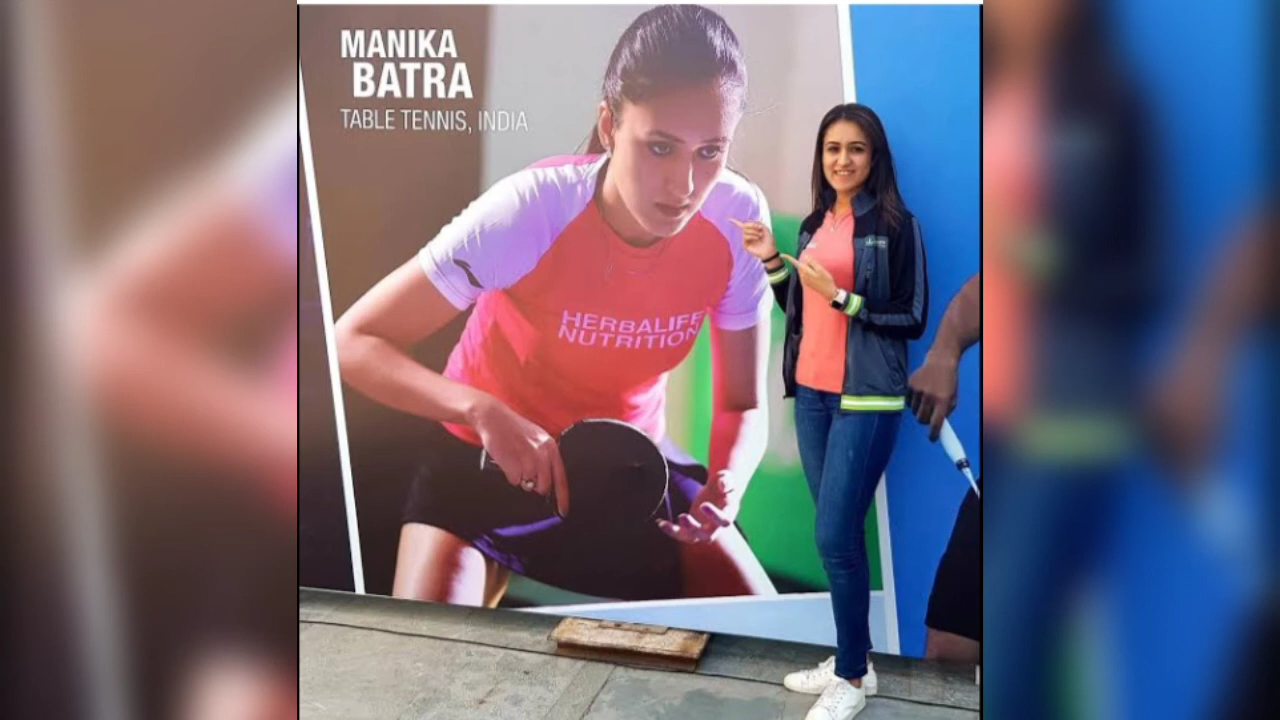 MANIKA
BATRA
TABLE TENNIS, INDIA
HERBALIFE
NUTRITION